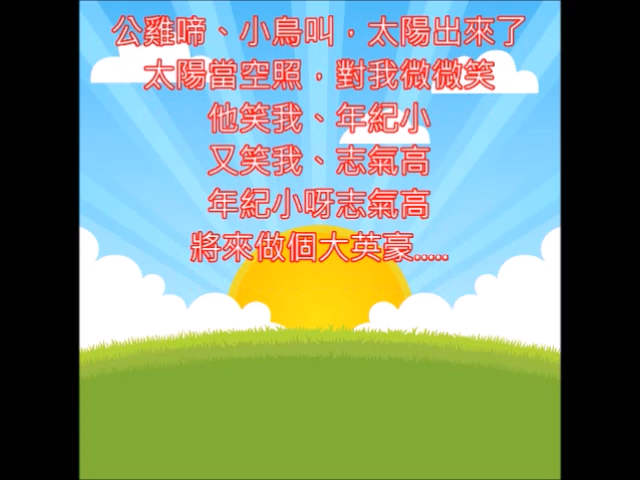 公雞啼、小鳥叫，太陽出來了
太陽當空照，對我微微笑
他笑我、年紀小
又笑我、志氣高
年紀小呀志氣高
將來做個大英豪.....